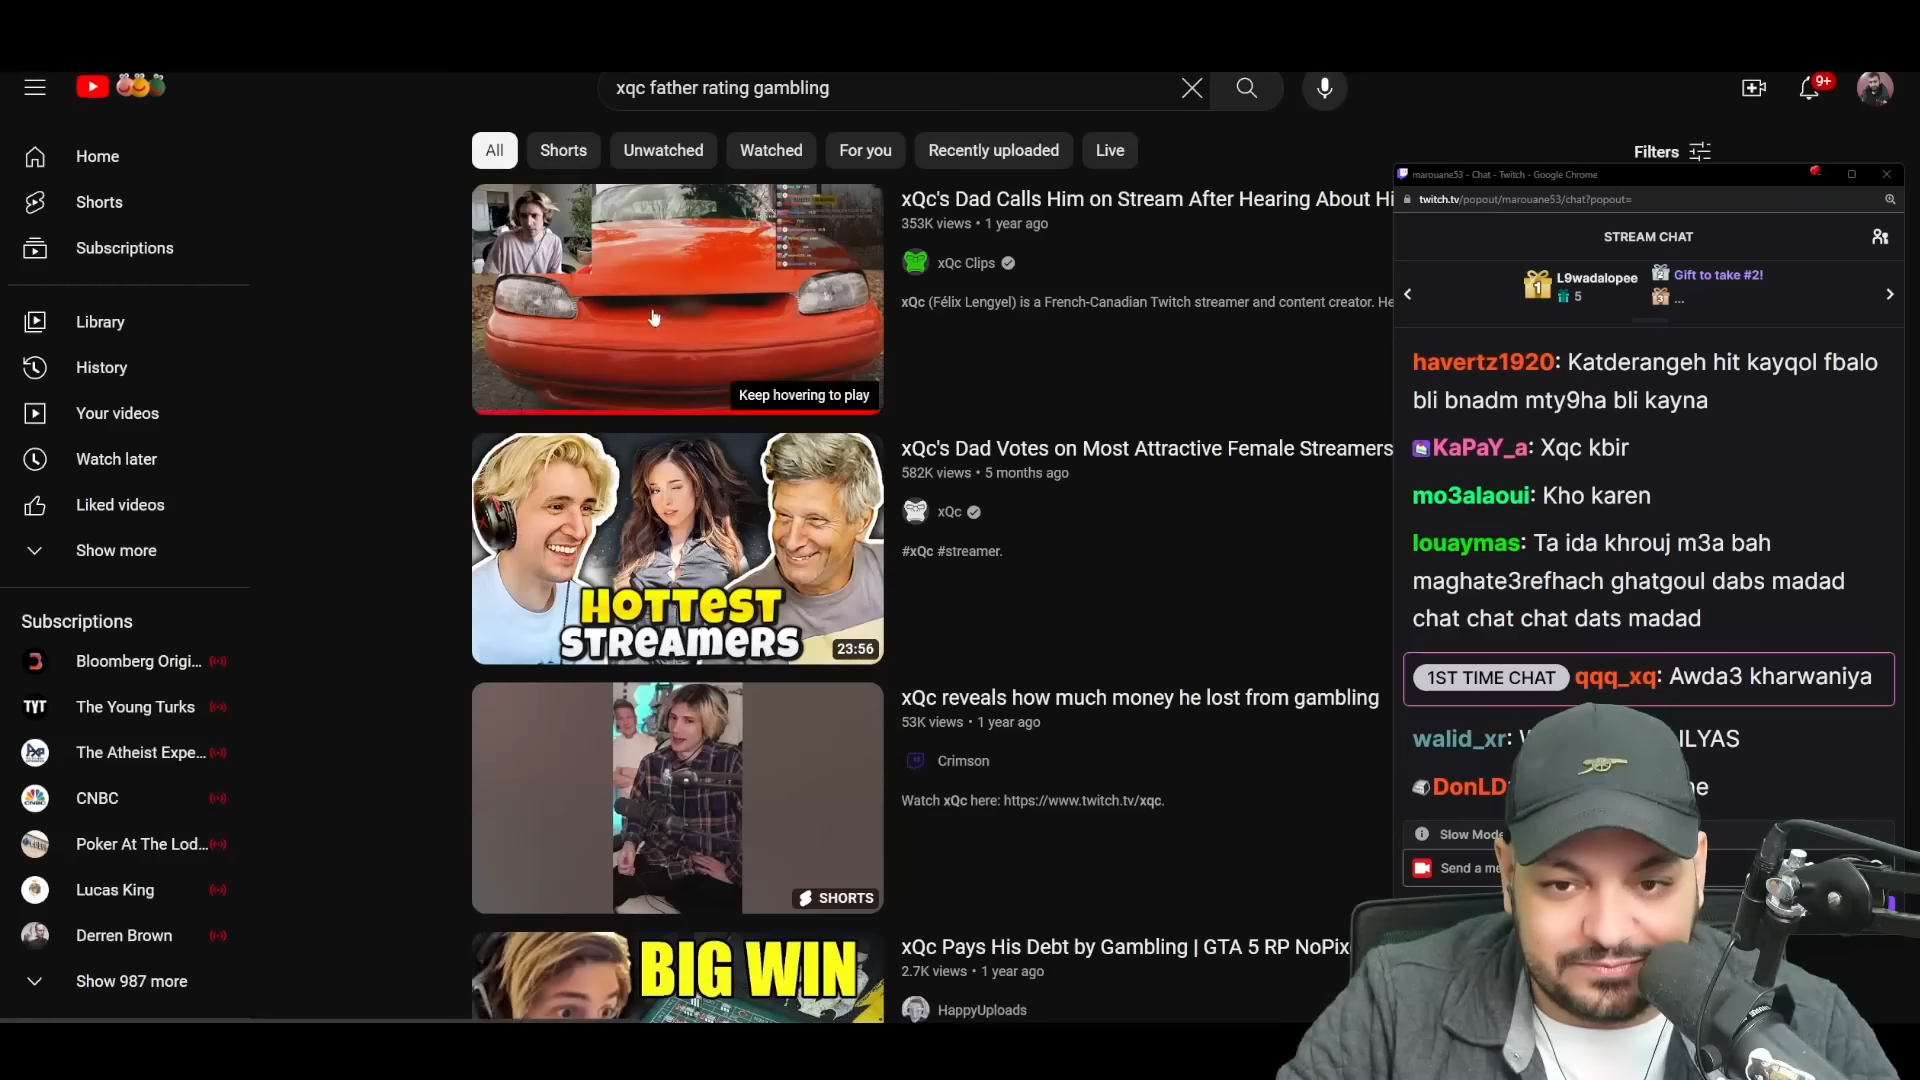 xqc father rating gambling
9+
Home
Shorts
Subscriptions
Library
History
Your videos
Watch later
Liked videos
Show more
Subscriptions
Bloomberg Origi...
TYT
The Young Turks
The Atheist Expe...
CNBC
Poker At The Lod...
Lucas King
Derren Brown
Show 987 more
All
Shorts
Unwatched
Watched
For you
Recently uploaded
Live
Filters
Keep hovering to play
xQc's Dad Calls Him on Stream After Hearing About Hi
353K views • 1 year ago
xQc Clips
xQc (Félix Lengyel) is a French-Canadian Twitch streamer and content creator. He
HOTTEST
STREAMERS
23:56
xQc's Dad Votes on Most Attractive Female Streamers
582K views • 5 months ago
xQc
#xQc #streamer.
SHORTS
xQc reveals how much money he lost from gambling
53K views • 1 year ago
Crimson
Watch xQc here: https://www.twitch.tv/xqc.
BIG WIN
xQc Pays His Debt by Gambling | GTA 5 RP NoPix
2.7K views • 1 year ago
HappyUploads
marouane53 - Chat - Twitch - Google Chrome
twitch.tv/popout/marouane53/chat?popout=
STREAM CHAT
1
L9wadalopee
5
2
Gift to take #2!
3
...
havertz1920: Katderangeh hit kayqol fbalo
bli bnadm mty9ha bli kayna
KaPaY_a: Xqc kbir
mo3alaoui: Kho karen
louaymas: Ta ida khrouj m3a bah
maghate3refhach ghatgoul dabs madad
chat chat chat dats madad
1ST TIME CHAT qqq_xq: Awda3 kharwaniya
walid_xr: ILYAS
DonLD
Slow Mode
Send a me